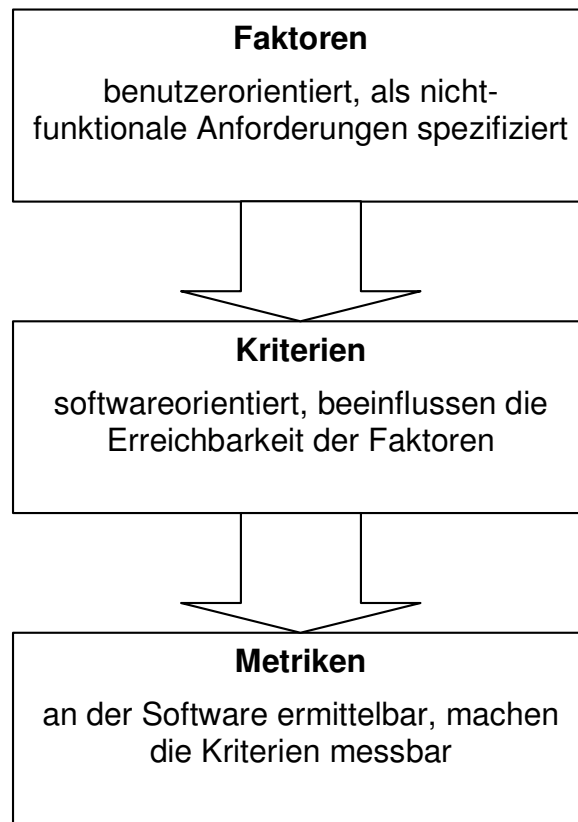 Faktoren
benutzerorientiert, als nicht-
funktionale Anforderungen spezifiziert
Kriterien
softwareorientiert, beeinflussen die
Erreichbarkeit der Faktoren
Metriken
an der Software ermittelbar, machen
die Kriterien messbar